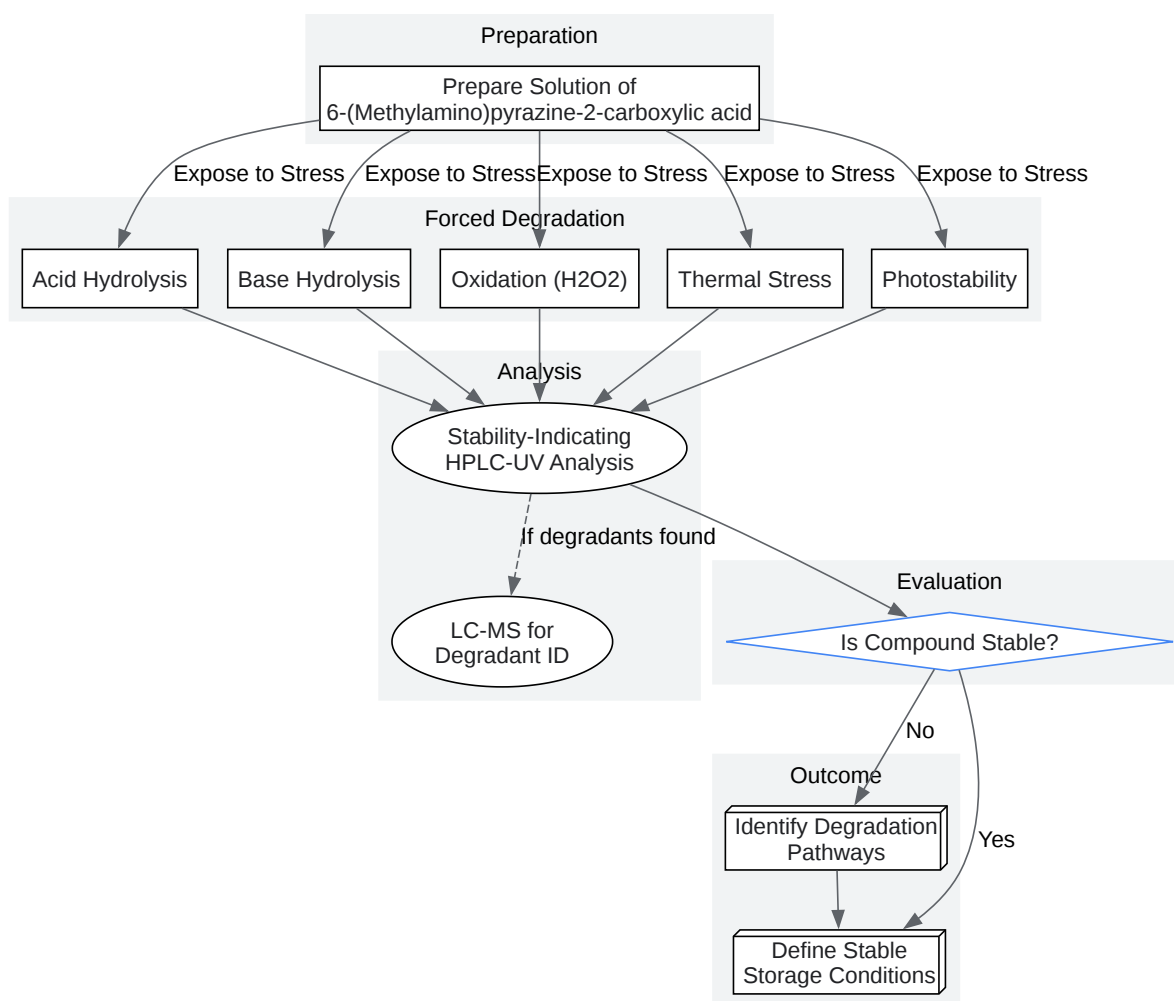 Preparation
Prepare Solution of
6-(Methylamino)pyrazine-2-carboxylic acid
Expose to Stress
Expose to Stress
Expose to Stress
Expose to Stress
Expose to Stress
Forced Degradation
Acid Hydrolysis
Base Hydrolysis
Oxidation (H2O2)
Thermal Stress
Photostability
Analysis
Stability-Indicating
HPLC-UV Analysis
If degradants found
LC-MS for
Degradant ID
Evaluation
Is Compound Stable?
No
Yes
Outcome
Identify Degradation
Pathways
Define Stable
Storage Conditions